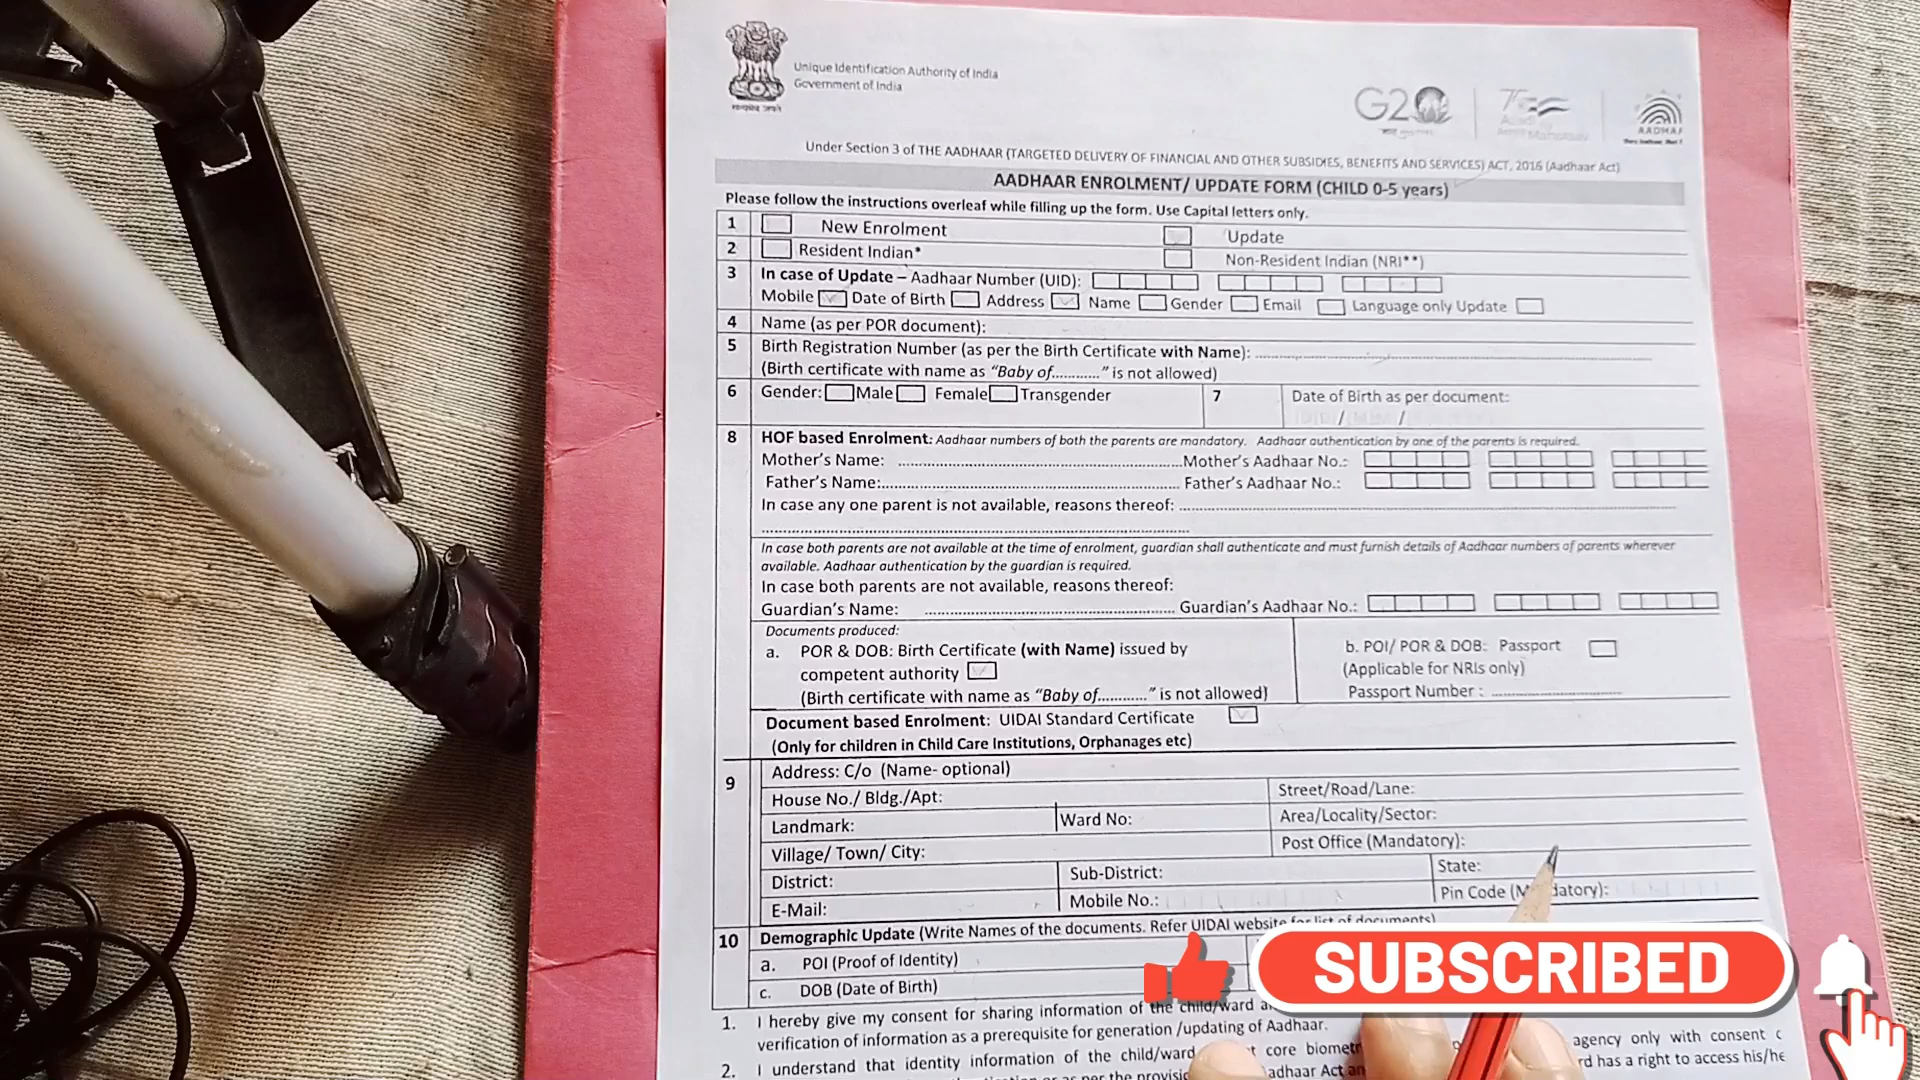 Unique Identification Authority of India
Government of India
सत्यमेव जयते
G20
75
Azadi
AADHAAR
Under Section 3 of THE AADHAAR (TARGETED DELIVERY OF FINANCIAL AND OTHER SUBSIDIES, BENEFITS AND SERVICES) ACT, 2016 (Aadhaar Act)
AADHAAR ENROLMENT/ UPDATE FORM (CHILD 0-5 years)
Please follow the instructions overleaf while filling up the form. Use Capital letters only.
1 New Enrolment Update
2 Resident Indian* Non-Resident Indian (NRI**)
3 In case of Update – Aadhaar Number (UID):
Mobile Date of Birth Address Name Gender Email Language only Update
4 Name (as per POR document):
5 Birth Registration Number (as per the Birth Certificate with Name):
(Birth certificate with name as "Baby of............" is not allowed)
6 Gender: Male Female Transgender 7 Date of Birth as per document:
8 HOF based Enrolment: Aadhaar numbers of both the parents are mandatory. Aadhaar authentication by one of the parents is required.
Mother's Name: Mother's Aadhaar No.:
Father's Name: Father's Aadhaar No.:
In case any one parent is not available, reasons thereof:
In case both parents are not available at the time of enrolment, guardian shall authenticate and must furnish details of Aadhaar numbers of parents wherever
available. Aadhaar authentication by the guardian is required.
In case both parents are not available, reasons thereof:
Guardian's Name: Guardian's Aadhaar No.:
Documents produced:
a. POR & DOB: Birth Certificate (with Name) issued by
competent authority
(Birth certificate with name as "Baby of............" is not allowed)
b. POI/ POR & DOB: Passport
(Applicable for NRIs only)
Passport Number :
Document based Enrolment: UIDAI Standard Certificate
(Only for children in Child Care Institutions, Orphanages etc)
9 Address: C/o (Name- optional)
House No./ Bldg./Apt: Street/Road/Lane:
Landmark: Ward No: Area/Locality/Sector:
Village/ Town/ City: Post Office (Mandatory):
District: Sub-District: State:
E-Mail: Mobile No.: Pin Code (M datory):
10 Demographic Update (Write Names of the documents. Refer UIDAI website for list of documents)
a. POI (Proof of Identity)
c. DOB (Date of Birth)
SUBSCRIBED
1. I hereby give my consent for sharing information of the child/ward a agency only with consent
verification of information as a prerequisite for generation /updating of Aadhaar.
2. I understand that identity information of the child/ward core biometr rd has a right to access his/he
as per the provisi adhaar Act an